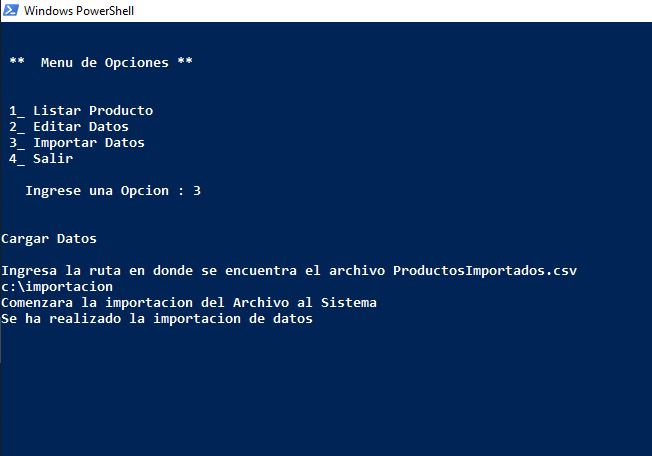 Windows PowerShell
** Menu de Opciones **
1_ Listar Producto
2_ Editar Datos
3_ Importar Datos
4_ Salir
Ingrese una Opcion : 3
Cargar Datos
Ingresa la ruta en donde se encuentra el archivo ProductosImportados.csv
c:\importacion
Comenzara la importacion del Archivo al Sistema
Se ha realizado la importacion de datos